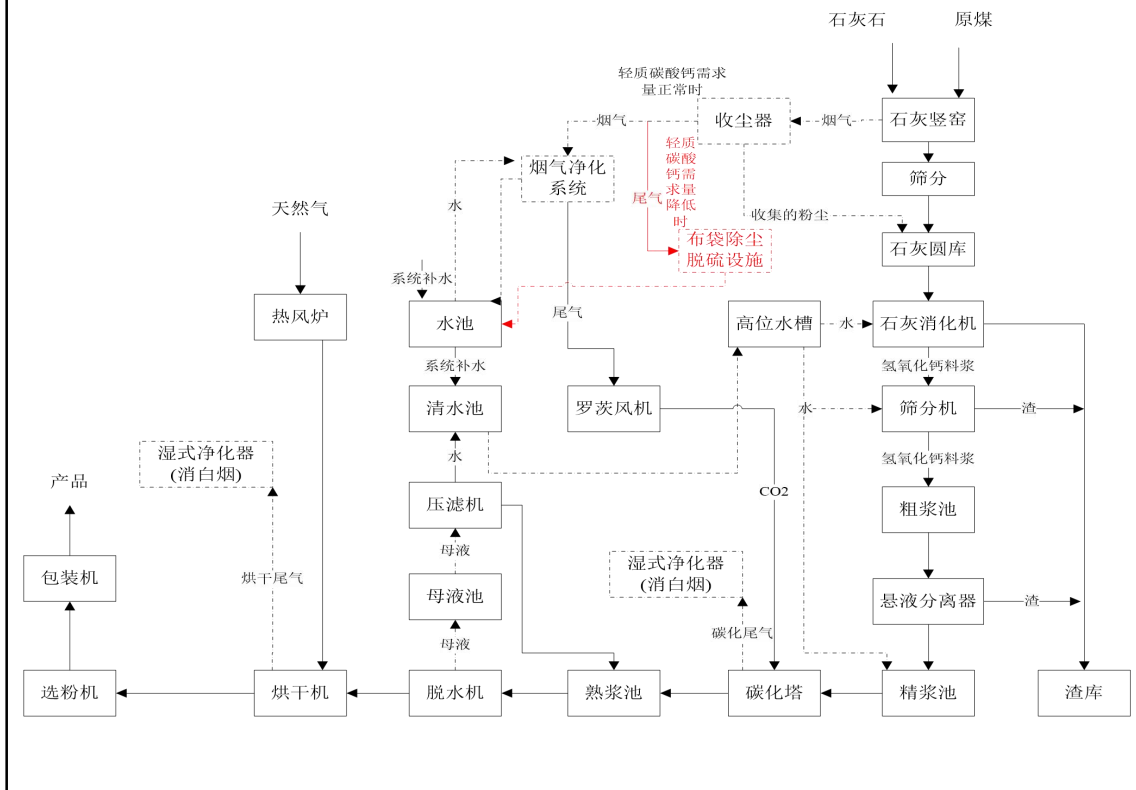 石灰石
原煤
轻质碳酸钙需求
量正常时
烟气
收尘器
烟气
石灰竖窑
轻质
碳酸
钙需
求量
降低
时
烟气净化
系统
筛分
水
尾气
收集的粉尘
天然气
布袋除尘
脱硫设施
石灰圆库
系统补水
热风炉
水池
尾气
高位水槽
水
石灰消化机
系统补水
氢氧化钙料浆
清水池
罗茨风机
水
筛分机
渣
湿式净化器
(消白烟)
水
氢氧化钙料浆
产品
压滤机
CO2
粗浆池
母液
包装机
烘干尾气
母液池
湿式净化器
(消白烟)
悬液分离器
渣
母液
碳化尾气
选粉机
烘干机
脱水机
熟浆池
碳化塔
精浆池
渣库